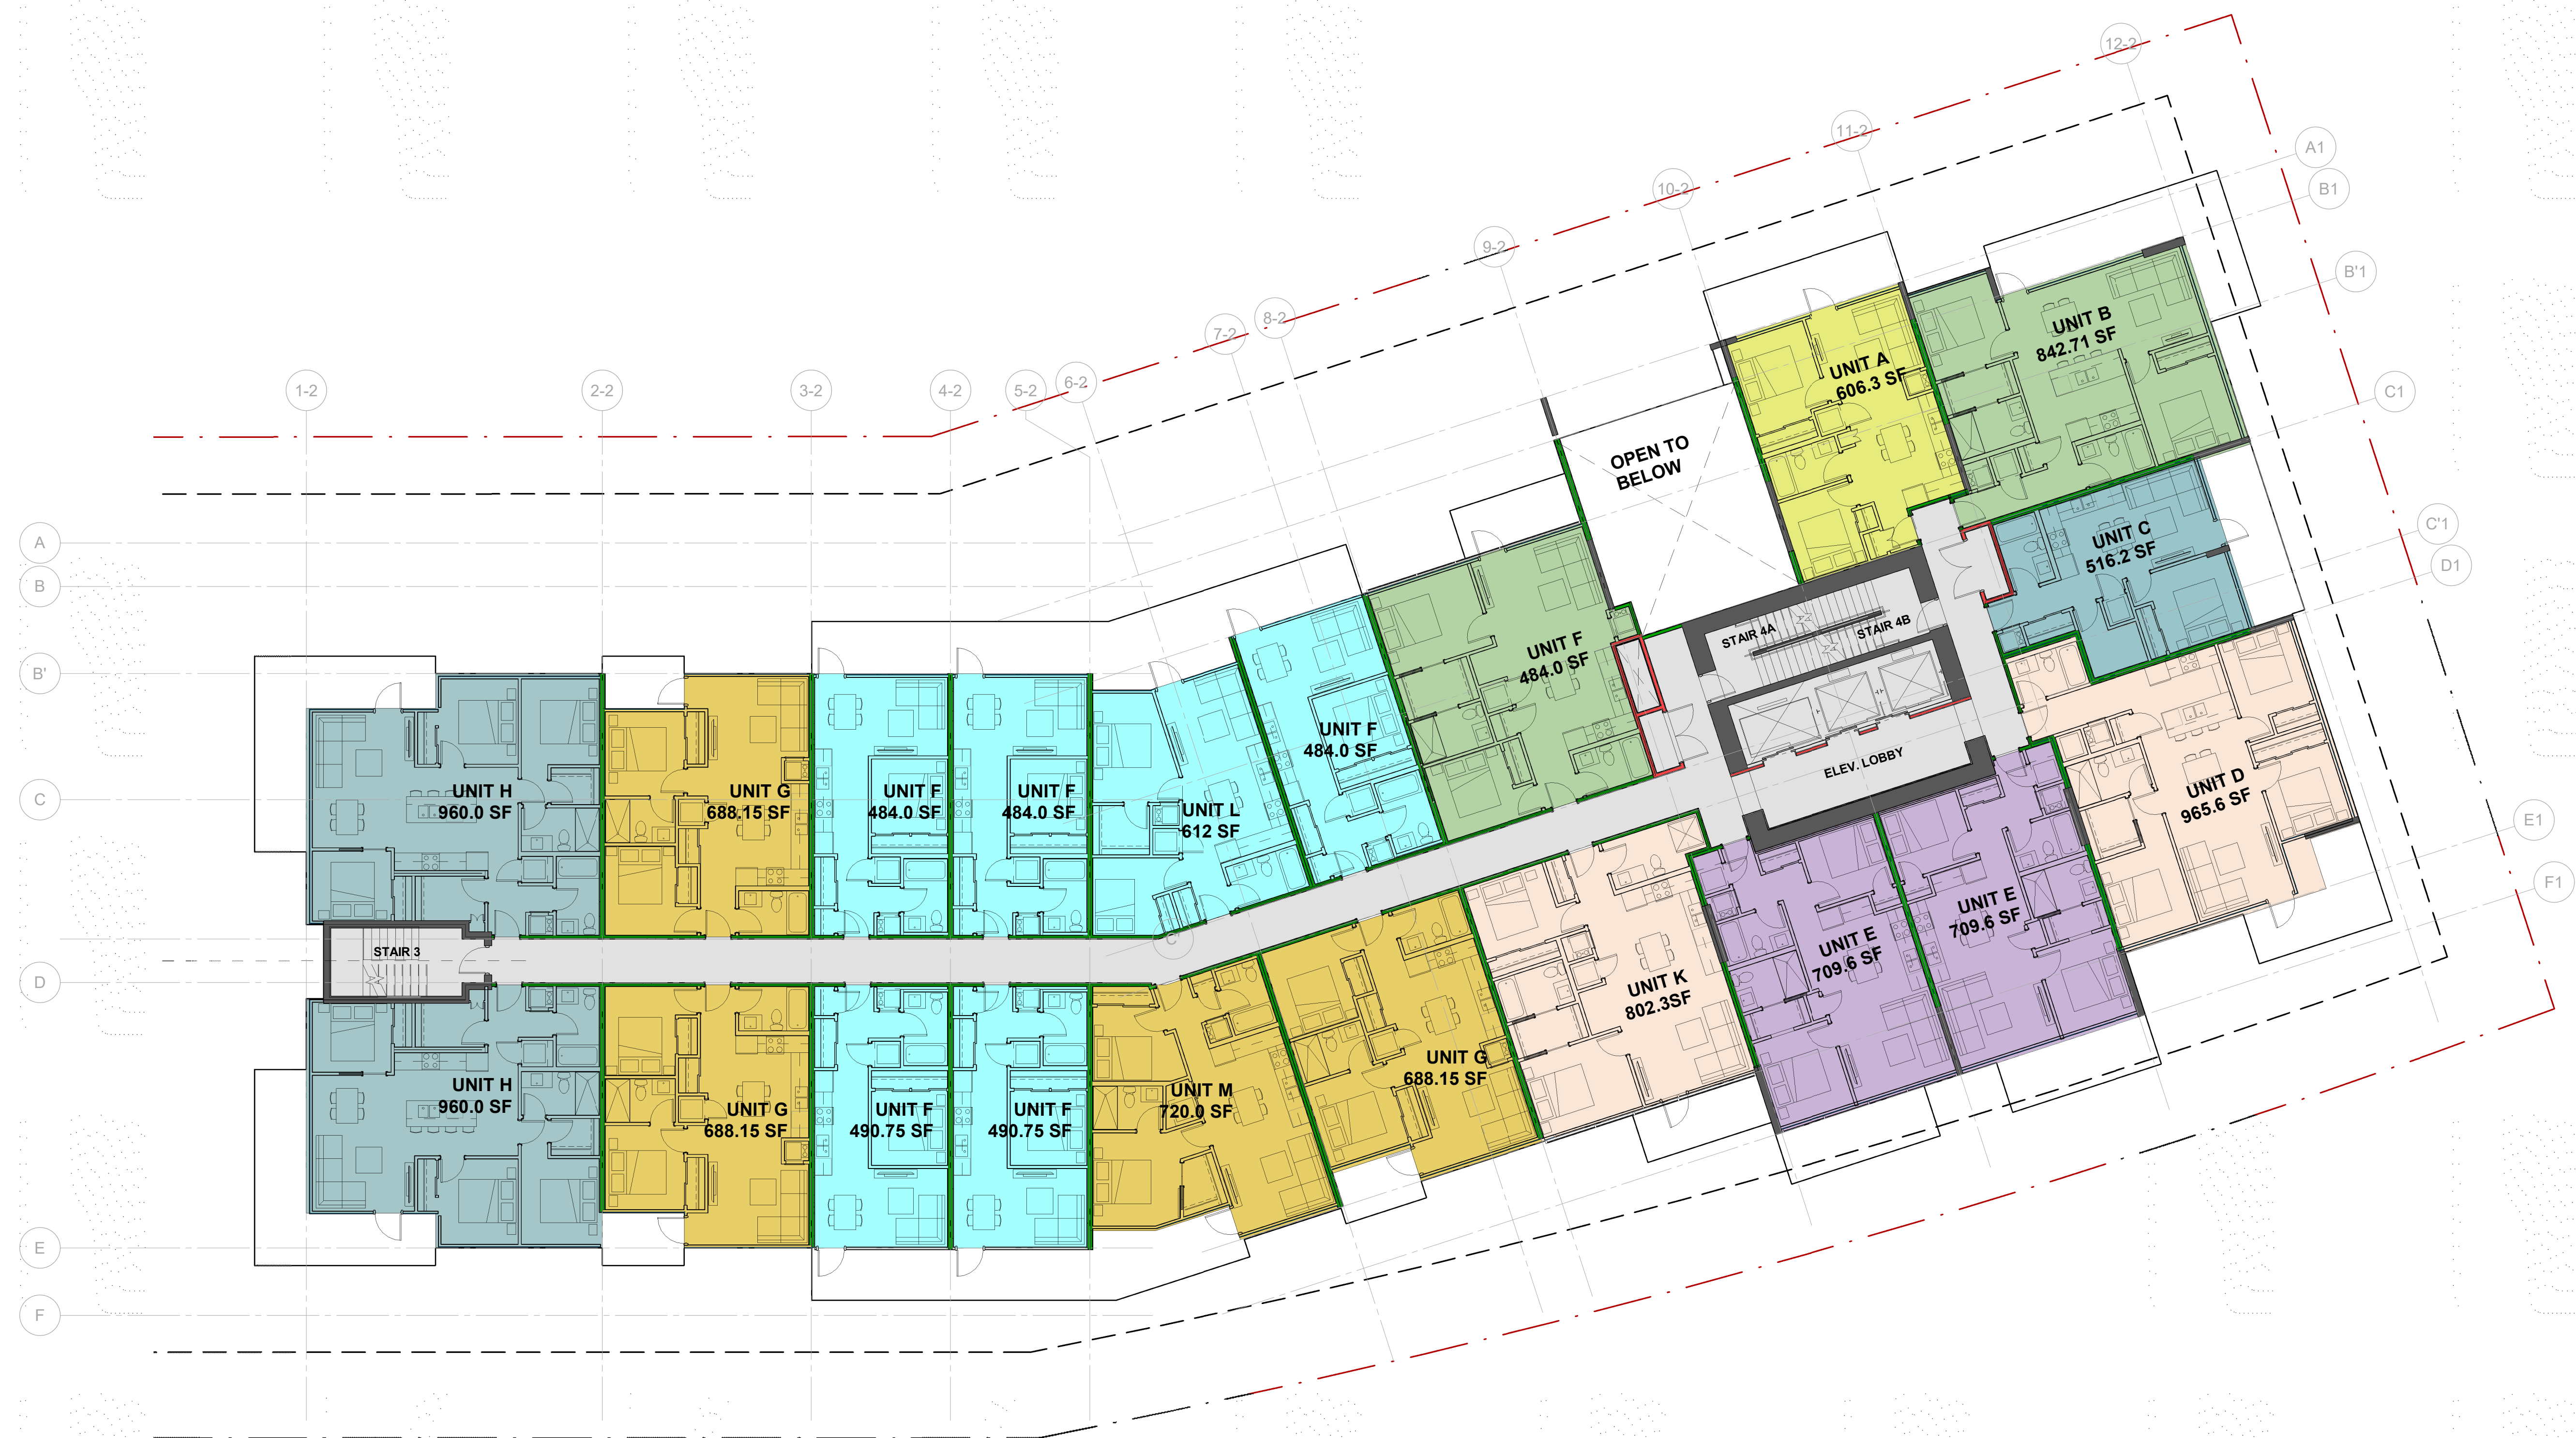 12-2
11-2
A1
B1
10-2
9-2
B'1
8-2
7-2
UNIT B
842.71 SF
UNIT A
606.3 SF
1-2
2-2
3-2
4-2
5-2
6-2
C1
OPEN TO
BELOW
C'1
UNIT C
516.2 SF
A
D1
B
STAIR 4A
STAIR 4B
UNIT F
484.0 SF
B'
UNIT F
484.0 SF
ELEV. LOBBY
UNIT H
960.0 SF
UNIT G
688.15 SF
UNIT F
484.0 SF
UNIT F
484.0 SF
UNIT L
612 SF
UNIT D
965.6 SF
C
E1
F1
UNIT E
709.6 SF
UNIT E
709.6 SF
STAIR 3
C'
D
UNIT K
802.3SF
UNIT G
688.15 SF
UNIT H
960.0 SF
UNIT G
688.15 SF
UNIT F
490.75 SF
UNIT F
490.75 SF
UNIT M
720.0 SF
E
F